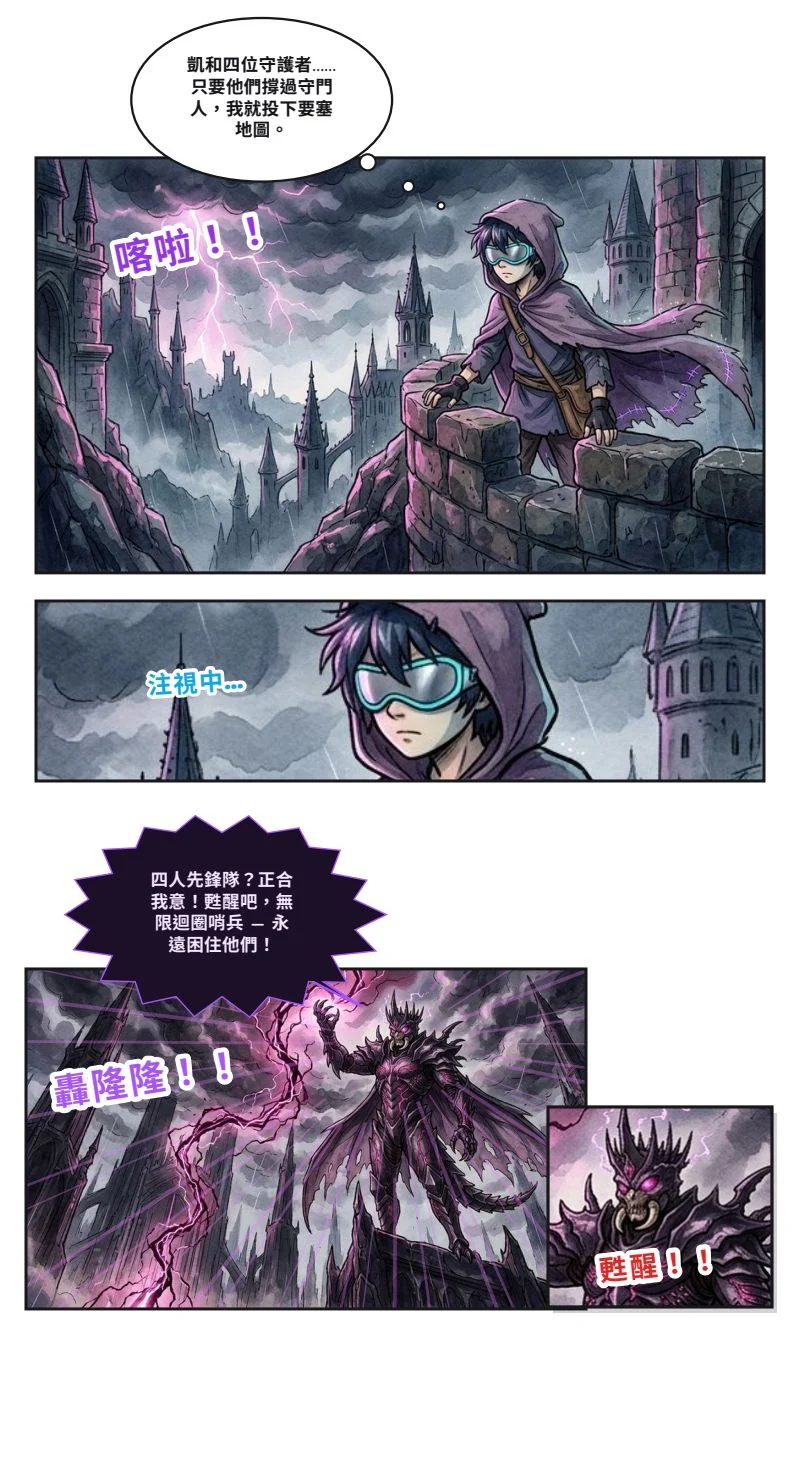 凱和四位守護者......
只要他們撐過守門
人，我就投下要塞
地圖。
喀啦！！
注視中...
四人先鋒隊？正合
我意！甦醒吧，無
限迴圈哨兵 — 永
遠困住他們！
轟隆隆！！
甦醒！！